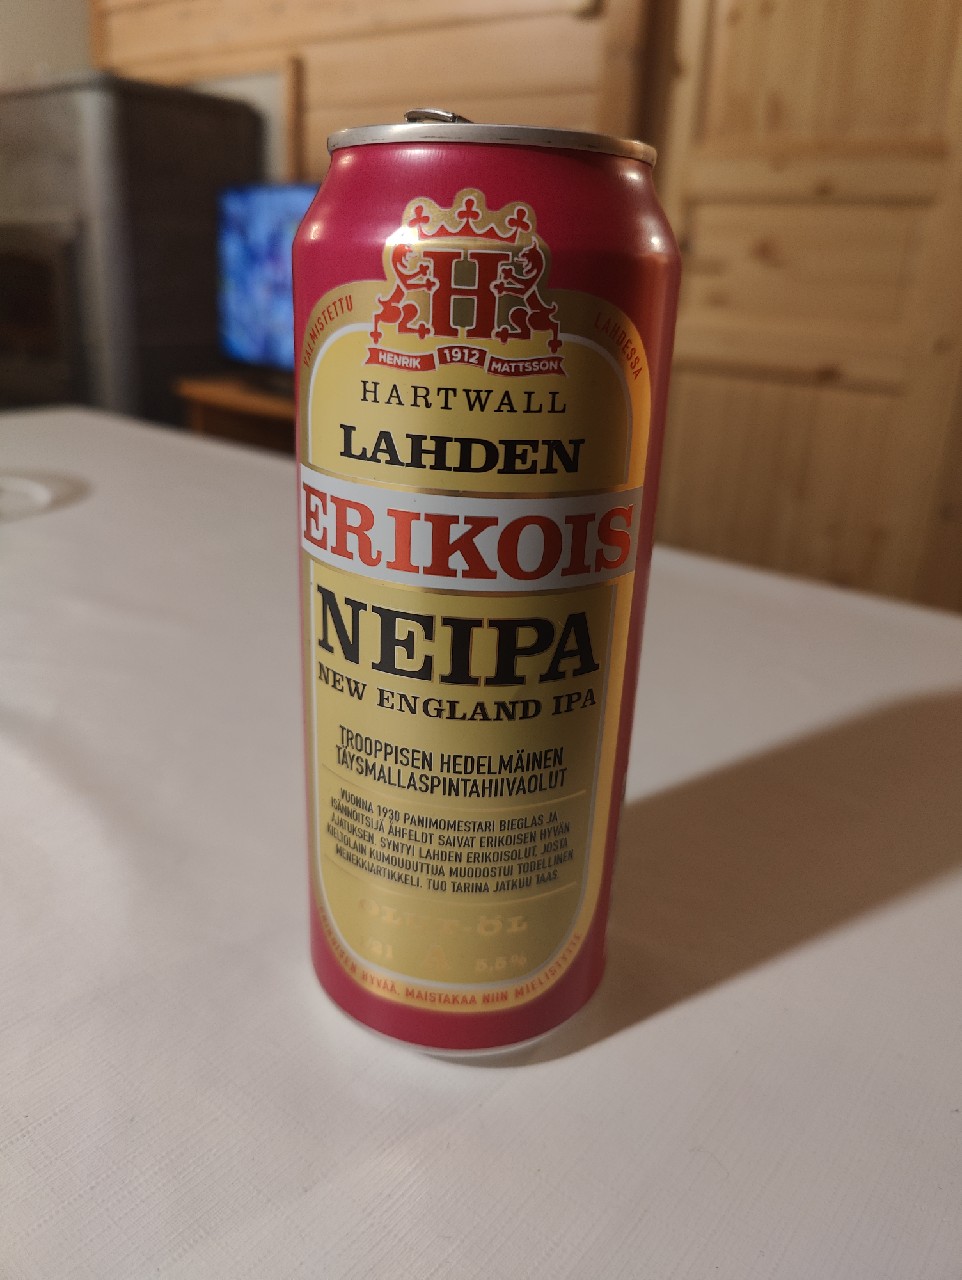 VALMISTETTU LAHDESSA
H
HENRIK 1912 MATTSSON
HARTWALL
LAHDEN
ERIKOIS
NEIPA
NEW ENGLAND IPA
TROOPPISEN HEDELMÄINEN
TÄYSMALLASPINTAHIIVAOLUT
VUONNA 1930 PANIMOMESTARI BIEGLAS JA
ISÄNNÖITSIJÄ ÅHFELDT SAIVAT ERIKOISEN HYVÄN
AJATUKSEN. SYNTYI LAHDEN ERIKOISOLUT, JOSTA
KIELTOLAIN KUMOUDUTTUA MUODOSTUI TODELLINEN
MENEKKIARTIKKELI. TUO TARINA JATKUU TAAS.
OLUT-ÖL
5,5%
HYVÄÄ. MAISTAKAA NIIN MIELISTYTTE